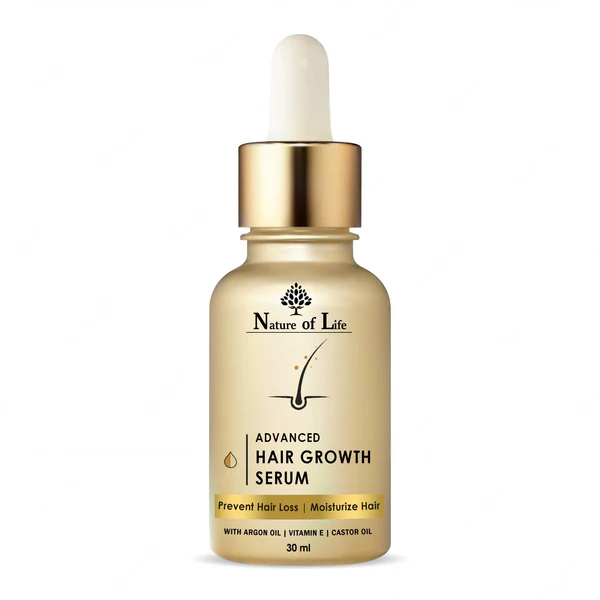 Nature of Life
ADVANCED
HAIR GROWTH
SERUM
Prevent Hair Loss | Moisturize Hair
WITH ARGON OIL | VITAMIN E | CASTOR OIL
30 ml